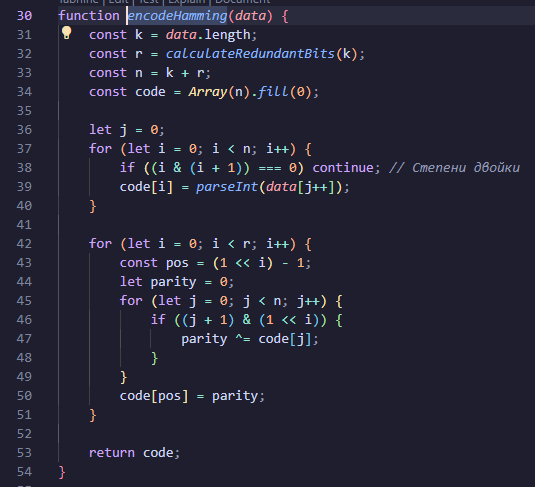 Tabnine | Edit | Test | Explain | Document
30 function encodeHamming(data) {
31     const k = data.length;
32     const r = calculateRedundantBits(k);
33     const n = k + r;
34     const code = Array(n).fill(0);
35
36     let j = 0;
37     for (let i = 0; i < n; i++) {
38         if ((i & (i + 1)) === 0) continue; // Степени двойки
39         code[i] = parseInt(data[j++]);
40     }
41
42     for (let i = 0; i < r; i++) {
43         const pos = (1 << i) - 1;
44         let parity = 0;
45         for (let j = 0; j < n; j++) {
46             if ((j + 1) & (1 << i)) {
47                 parity ^= code[j];
48             }
49         }
50         code[pos] = parity;
51     }
52
53     return code;
54 }